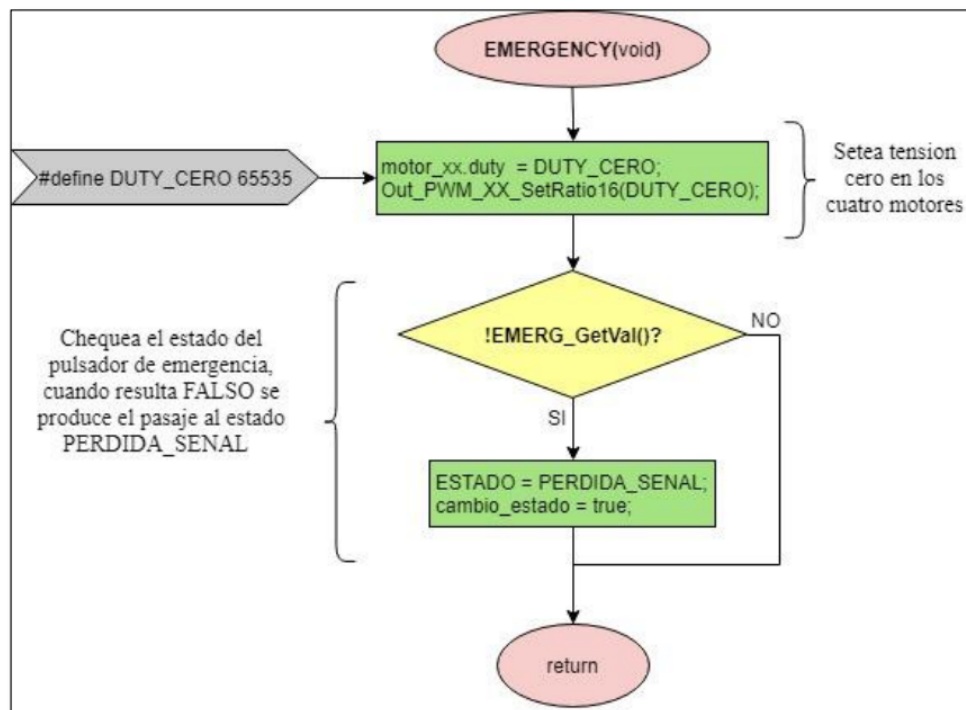 EMERGENCY(void)
#define DUTY_CERO 65535
motor_xx.duty = DUTY_CERO;
Out_PWM_XX_SetRatio16(DUTY_CERO);
Setea tension
cero en los
cuatro motores
!EMERG_GetVal()?
NO
SI
Chequea el estado del
pulsador de emergencia,
cuando resulta FALSO se
produce el pasaje al estado
PERDIDA_SENAL
ESTADO = PERDIDA_SENAL;
cambio_estado = true;
return